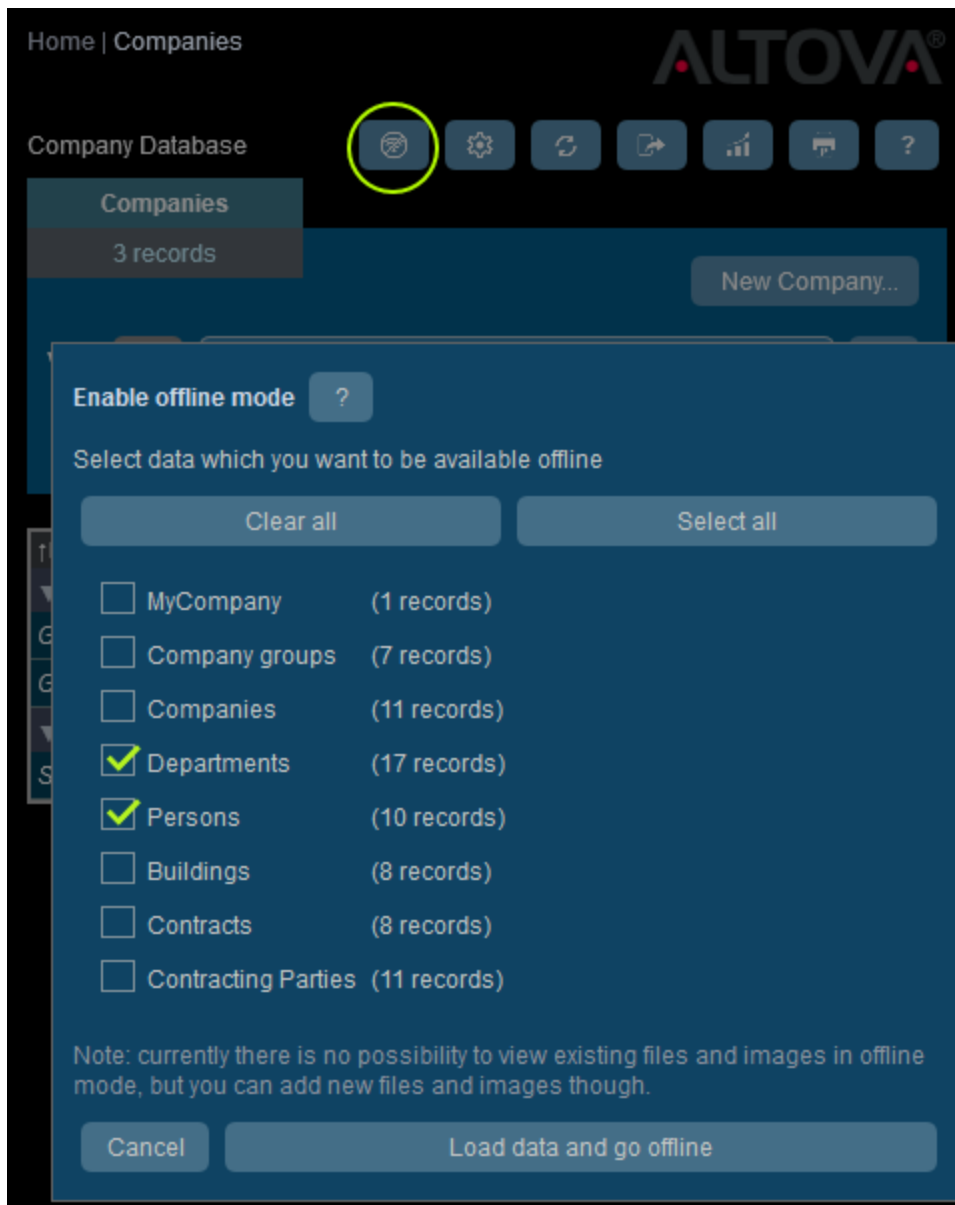 Home | Companies
ALTOVA®
Company Database
?
Companies
3 records
New Company...
Enable offline mode ?
Select data which you want to be available offline
Clear all Select all
MyCompany (1 records)
Company groups (7 records)
Companies (11 records)
Departments (17 records)
Persons (10 records)
Buildings (8 records)
Contracts (8 records)
Contracting Parties (11 records)
Note: currently there is no possibility to view existing files and images in offline
mode, but you can add new files and images though.
Cancel Load data and go offline